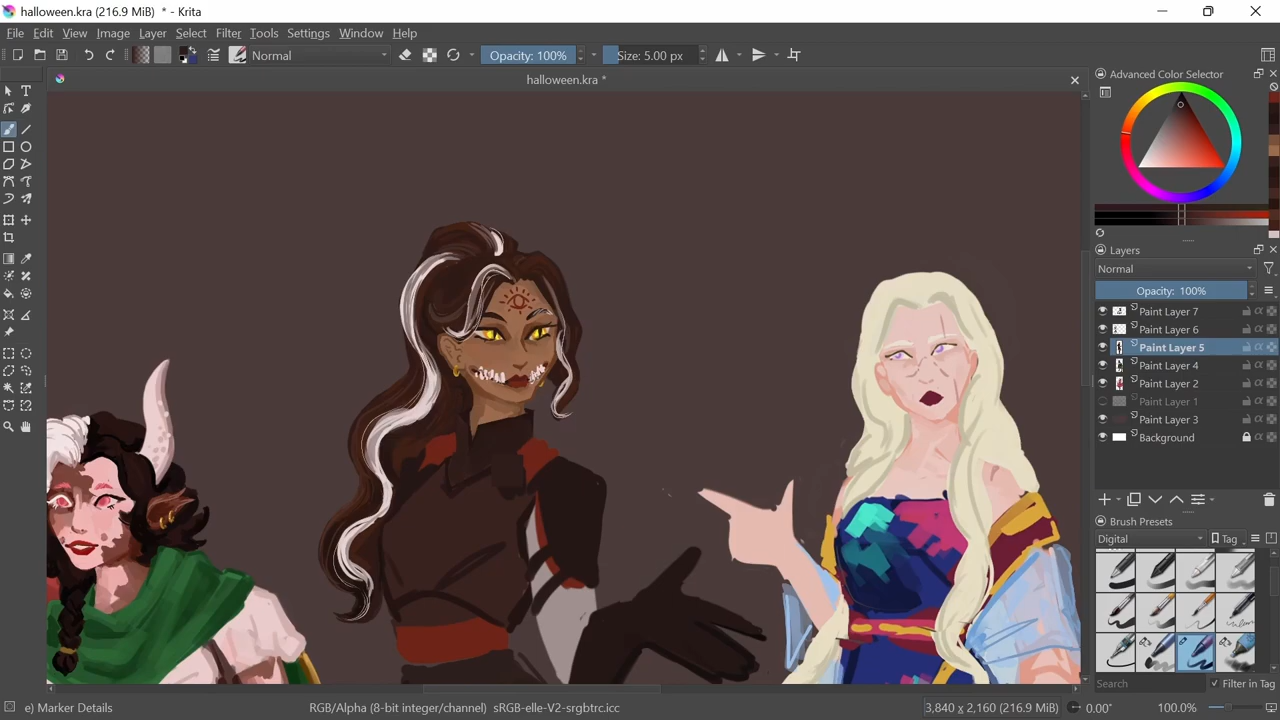 halloween.kra (216.9 MiB)  * - Krita
File Edit View Image Layer Select Filter Tools Settings Window Help
Normal
Opacity: 100%
Size: 5.00 px
halloween.kra *
Advanced Color Selector
Layers
Normal
Opacity: 100%
Paint Layer 7
Paint Layer 6
Paint Layer 5
Paint Layer 4
Paint Layer 2
Paint Layer 1
Paint Layer 3
Background
Brush Presets
Digital
Tag
Search
Filter in Tag
e) Marker Details
RGB/Alpha (8-bit integer/channel)  sRGB-elle-V2-srgbtrc.icc
3,840 x 2,160 (216.9 MiB)
0.00°
100.0%